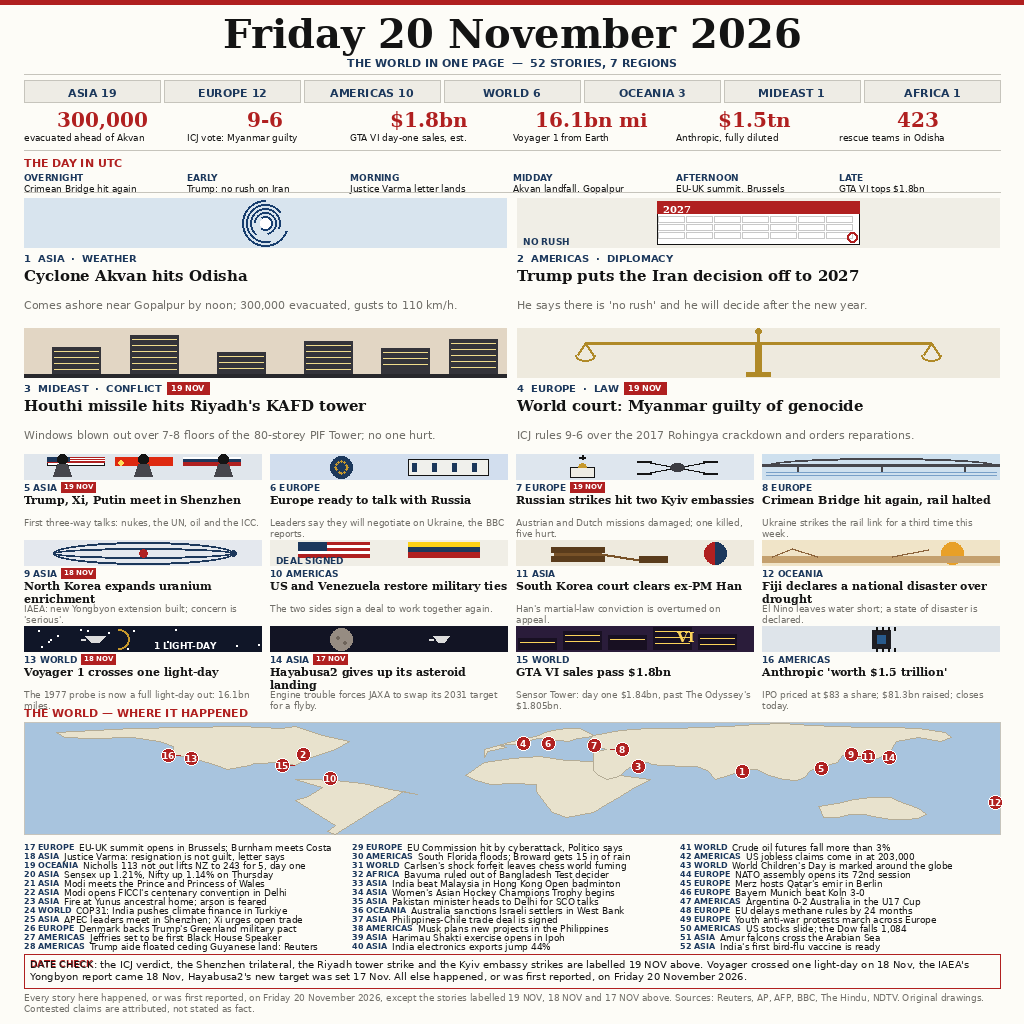 Friday 20 November 2026
THE WORLD IN ONE PAGE — 52 STORIES, 7 REGIONS
ASIA 19
EUROPE 12
AMERICAS 10
WORLD 6
OCEANIA 3
MIDEAST 1
AFRICA 1
300,000
9-6
$1.8bn
16.1bn mi
$1.5tn
423
evacuated ahead of Akvan
ICJ vote: Myanmar guilty
GTA VI day-one sales, est.
Voyager 1 from Earth
Anthropic, fully diluted
rescue teams in Odisha
THE DAY IN UTC
OVERNIGHT
EARLY
MORNING
MIDDAY
AFTERNOON
LATE
Crimean Bridge hit again
Trump: no rush on Iran
Justice Varma letter lands
Akvan landfall, Gopalpur
EU-UK summit, Brussels
GTA VI tops $1.8bn
2027
NO RUSH
1 ASIA · WEATHER
Cyclone Akvan hits Odisha
Comes ashore near Gopalpur by noon; 300,000 evacuated, gusts to 110 km/h.
2 AMERICAS · DIPLOMACY
Trump puts the Iran decision off to 2027
He says there is 'no rush' and he will decide after the new year.
3 MIDEAST · CONFLICT 19 NOV
Houthi missile hits Riyadh's KAFD tower
Windows blown out over 7-8 floors of the 80-storey PIF Tower; no one hurt.
4 EUROPE · LAW 19 NOV
World court: Myanmar guilty of genocide
ICJ rules 9-6 over the 2017 Rohingya crackdown and orders reparations.
5 ASIA 19 NOV
Trump, Xi, Putin meet in Shenzhen
First three-way talks: nukes, the UN, oil and the ICC.
6 EUROPE
Europe ready to talk with Russia
Leaders say they will negotiate on Ukraine, the BBC
reports.
7 EUROPE 19 NOV
Russian strikes hit two Kyiv embassies
Austrian and Dutch missions damaged; one killed,
five hurt.
8 EUROPE
Crimean Bridge hit again, rail halted
Ukraine strikes the rail link for a third time this
week.
9 ASIA 18 NOV
North Korea expands uranium
enrichment
IAEA: new Yongbyon extension built; concern is
'serious'.
DEAL SIGNED
10 AMERICAS
US and Venezuela restore military ties
The two sides sign a deal to work together again.
11 ASIA
South Korea court clears ex-PM Han
Han's martial-law conviction is overturned on
appeal.
12 OCEANIA
Fiji declares a national disaster over
drought
El Nino leaves water short; a state of disaster is
declared.
1 LIGHT-DAY
13 WORLD 18 NOV
Voyager 1 crosses one light-day
The 1977 probe is now a full light-day out: 16.1bn
miles.
14 ASIA 17 NOV
Hayabusa2 gives up its asteroid
landing
Engine trouble forces JAXA to swap its 2031 target
for a flyby.
VI
15 WORLD
GTA VI sales pass $1.8bn
Sensor Tower: day one $1.84bn, past The Odyssey's
$1.805bn.
16 AMERICAS
Anthropic 'worth $1.5 trillion'
IPO priced at $83 a share; $81.3bn raised; closes
today.
THE WORLD — WHERE IT HAPPENED
16
13
2
15
10
4
6
7
8
3
1
5
9
11
14
12
17 EUROPE EU-UK summit opens in Brussels; Burnham meets Costa
18 ASIA Justice Varma: resignation is not guilt, letter says
19 OCEANIA Nicholls 113 not out lifts NZ to 243 for 5, day one
20 ASIA Sensex up 1.21%, Nifty up 1.14% on Thursday
21 ASIA Modi meets the Prince and Princess of Wales
22 ASIA Modi opens FICCI's centenary convention in Delhi
23 ASIA Fire at Yunus ancestral home; arson is feared
24 WORLD COP31: India pushes climate finance in Turkiye
25 ASIA APEC leaders meet in Shenzhen; Xi urges open trade
26 EUROPE Denmark backs Trump's Greenland military pact
27 AMERICAS Jeffries set to be first Black House Speaker
28 AMERICAS Trump aide floated ceding Guyanese land: Reuters
29 EUROPE EU Commission hit by cyberattack, Politico says
30 AMERICAS South Florida floods; Broward gets 15 in of rain
31 WORLD Carlsen's shock forfeit leaves chess world fuming
32 AFRICA Bavuma ruled out of Bangladesh Test decider
33 ASIA India beat Malaysia in Hong Kong Open badminton
34 ASIA Women's Asian Hockey Champions Trophy begins
35 ASIA Pakistan minister heads to Delhi for SCO talks
36 OCEANIA Australia sanctions Israeli settlers in West Bank
37 ASIA Philippines-Chile trade deal is signed
38 AMERICAS Musk plans new projects in the Philippines
39 ASIA Harimau Shakti exercise opens in Ipoh
40 ASIA India electronics exports jump 44%
41 WORLD Crude oil futures fall more than 3%
42 AMERICAS US jobless claims come in at 203,000
43 WORLD World Children's Day is marked around the globe
44 EUROPE NATO assembly opens its 72nd session
45 EUROPE Merz hosts Qatar's emir in Berlin
46 EUROPE Bayern Munich beat Koln 3-0
47 AMERICAS Argentina 0-2 Australia in the U17 Cup
48 EUROPE EU delays methane rules by 24 months
49 EUROPE Youth anti-war protests march across Europe
50 AMERICAS US stocks slide; the Dow falls 1,084
51 ASIA Amur falcons cross the Arabian Sea
52 ASIA India's first bird-flu vaccine is ready
DATE CHECK: the ICJ verdict, the Shenzhen trilateral, the Riyadh tower strike and the Kyiv embassy strikes are labelled 19 NOV above. Voyager crossed one light-day on 18 Nov, the IAEA's
Yongbyon report came 18 Nov, Hayabusa2's new target was set 17 Nov. All else happened, or was first reported, on Friday 20 November 2026.
Every story here happened, or was first reported, on Friday 20 November 2026, except the stories labelled 19 NOV, 18 NOV and 17 NOV above. Sources: Reuters, AP, AFP, BBC, The Hindu, NDTV. Original drawings.
Contested claims are attributed, not stated as fact.